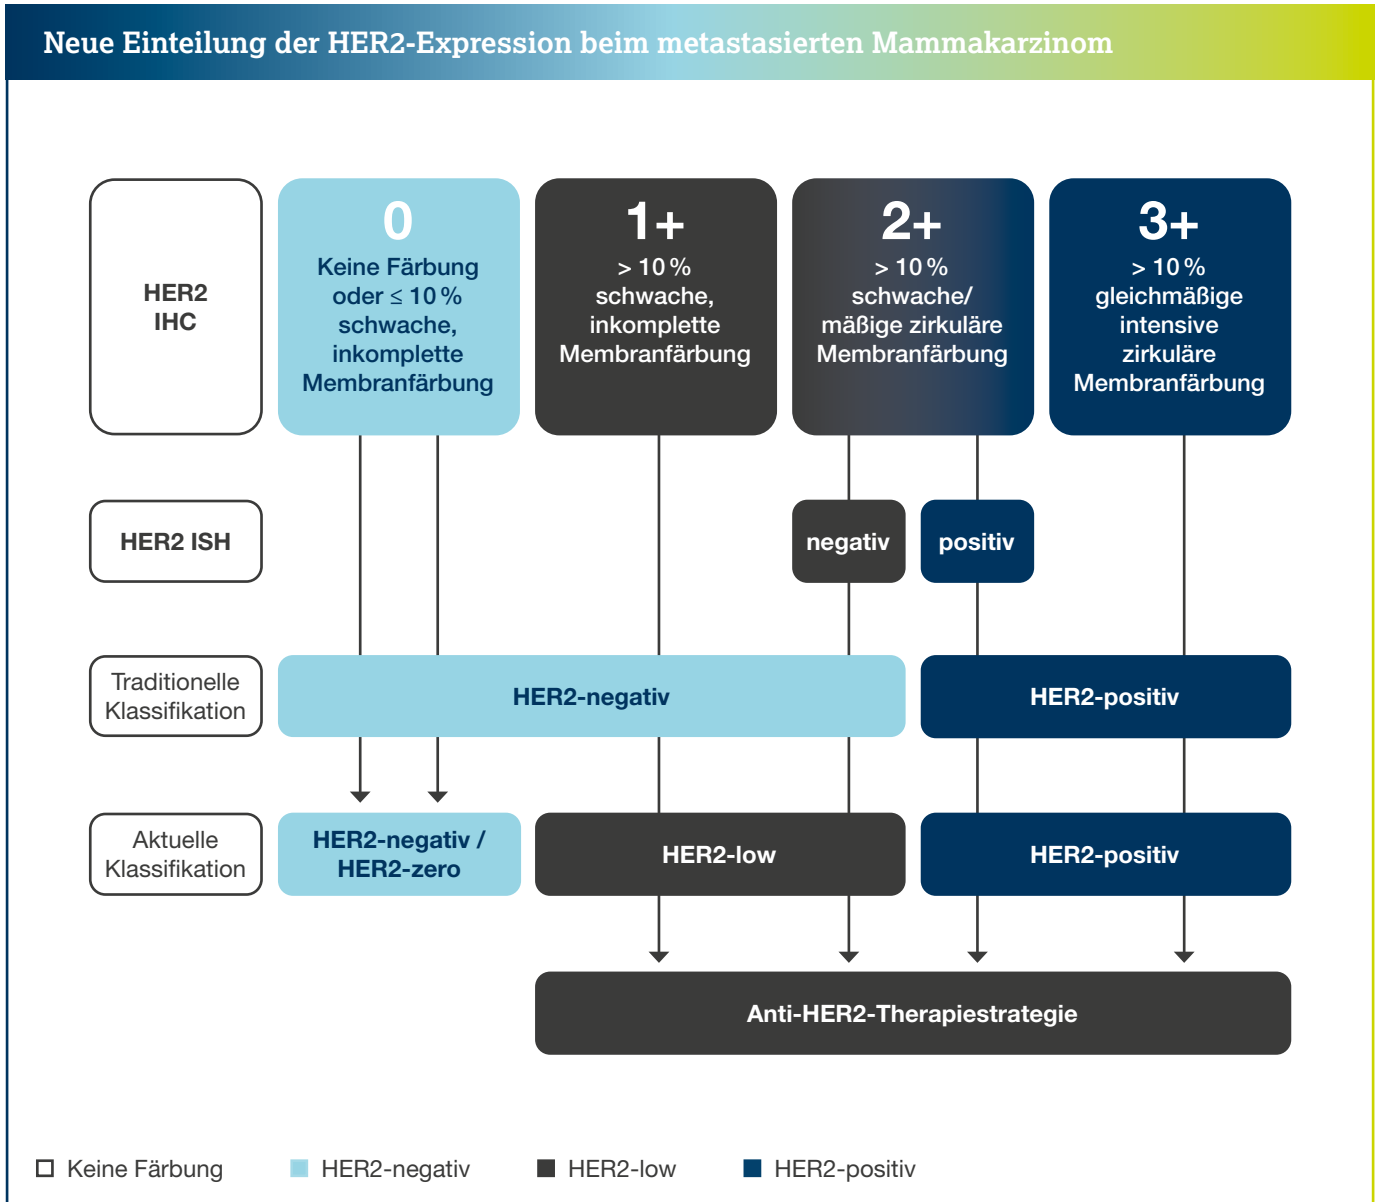 Neue Einteilung der HER2-Expression beim metastasierten Mammakarzinom
HER2
IHC
0
Keine Färbung
oder ≤ 10 %
schwache,
inkomplette
Membranfärbung
1+
> 10 %
schwache,
inkomplette
Membranfärbung
2+
> 10 %
schwache/
mäßige zirkuläre
Membranfärbung
3+
> 10 %
gleichmäßige
intensive
zirkuläre
Membranfärbung
HER2 ISH
negativ
positiv
Traditionelle
Klassifikation
HER2-negativ
HER2-positiv
Aktuelle
Klassifikation
HER2-negativ /
HER2-zero
HER2-low
HER2-positiv
Anti-HER2-Therapiestrategie
Keine Färbung
HER2-negativ
HER2-low
HER2-positiv